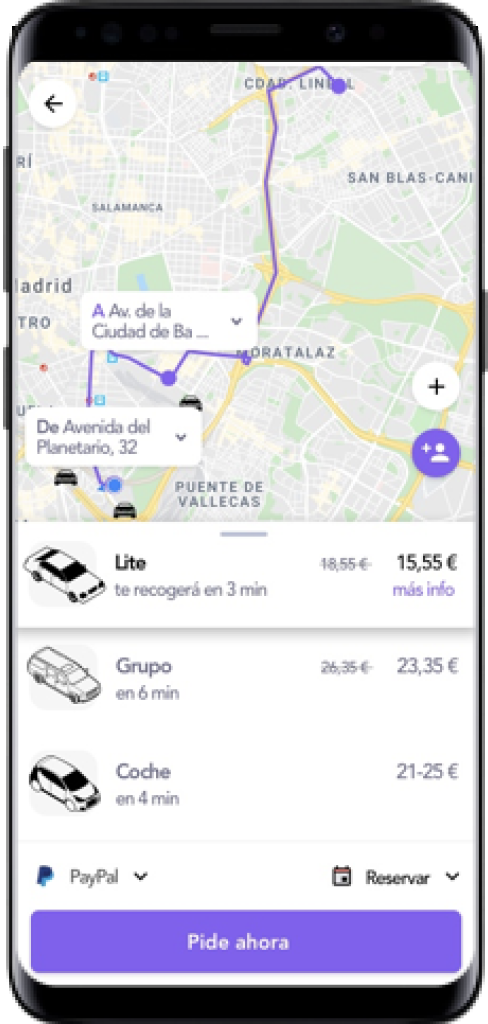 CDAD. LINEAL
RÍ
SAN BLAS-CANI
SALAMANCA
ladrid
TRO
A Av. de la
Ciudad de Ba ...
MORATALAZ
De Avenida del
Planetario, 32
PUENTE DE
VALLECAS
Lite
18,55 €
15,55 €
te recogerá en 3 min
más info
Grupo
26,35 €
23,35 €
en 6 min
Coche
21-25 €
en 4 min
PayPal
Reservar
Pide ahora